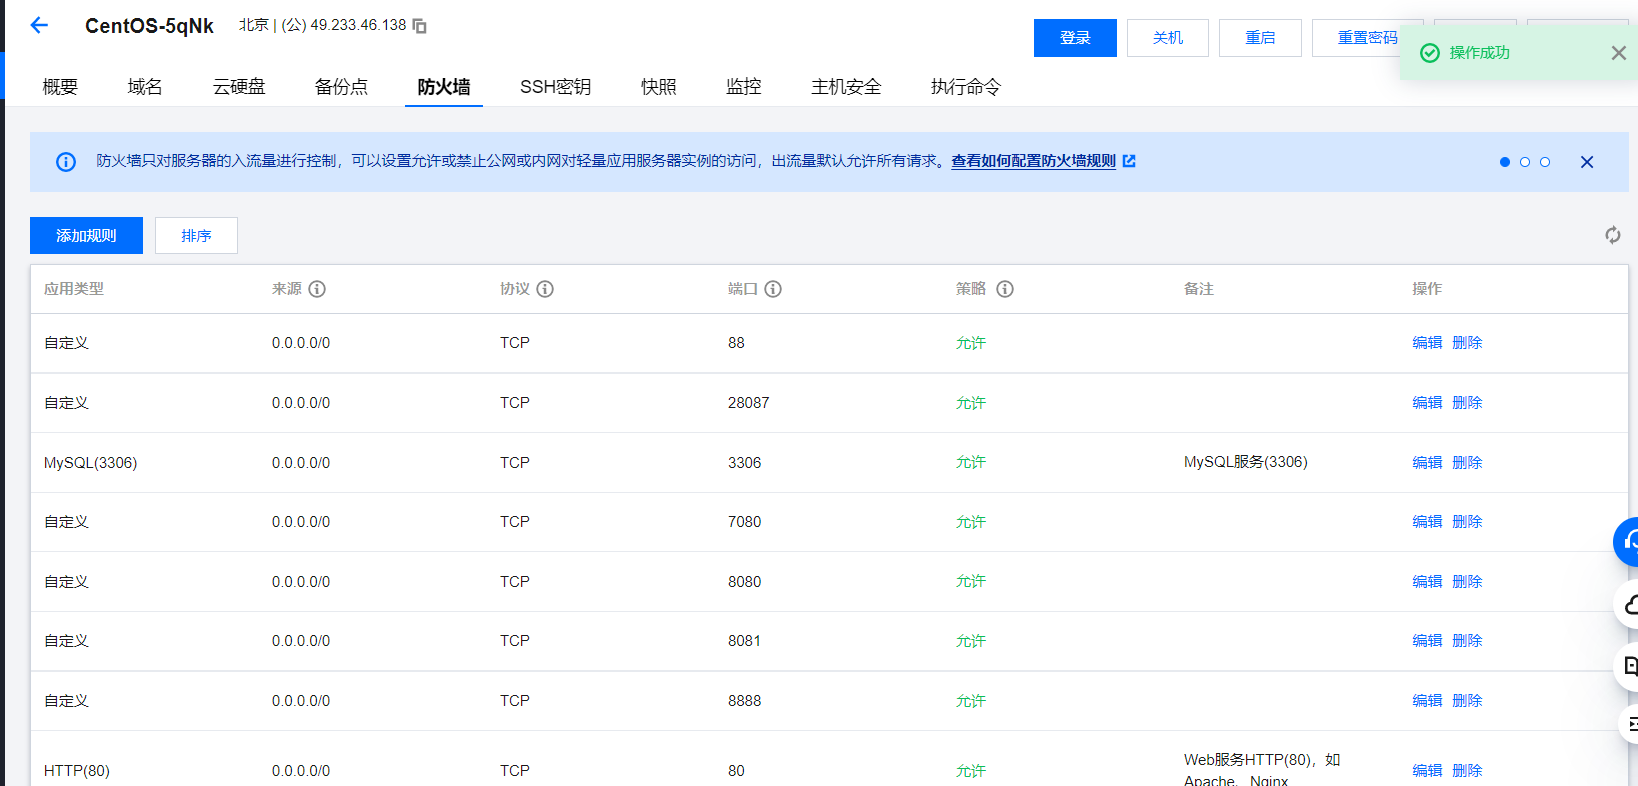 CentOS-5qNk
北京 | (公) 49.233.46.138
登录
关机
重启
重置密码
操作成功
概要
域名
云硬盘
备份点
防火墙
SSH密钥
快照
监控
主机安全
执行命令
防火墙只对服务器的入流量进行控制，可以设置允许或禁止公网或内网对轻量应用服务器实例的访问，出流量默认允许所有请求。查看如何配置防火墙规则
添加规则
排序
应用类型 来源 协议 端口 策略 备注 操作
自定义 0.0.0.0/0 TCP 88 允许 编辑 删除
自定义 0.0.0.0/0 TCP 28087 允许 编辑 删除
MySQL(3306) 0.0.0.0/0 TCP 3306 允许 MySQL服务(3306) 编辑 删除
自定义 0.0.0.0/0 TCP 7080 允许 编辑 删除
自定义 0.0.0.0/0 TCP 8080 允许 编辑 删除
自定义 0.0.0.0/0 TCP 8081 允许 编辑 删除
自定义 0.0.0.0/0 TCP 8888 允许 编辑 删除
HTTP(80) 0.0.0.0/0 TCP 80 允许 Web服务HTTP(80)，如 编辑 删除
Apache、Nginx